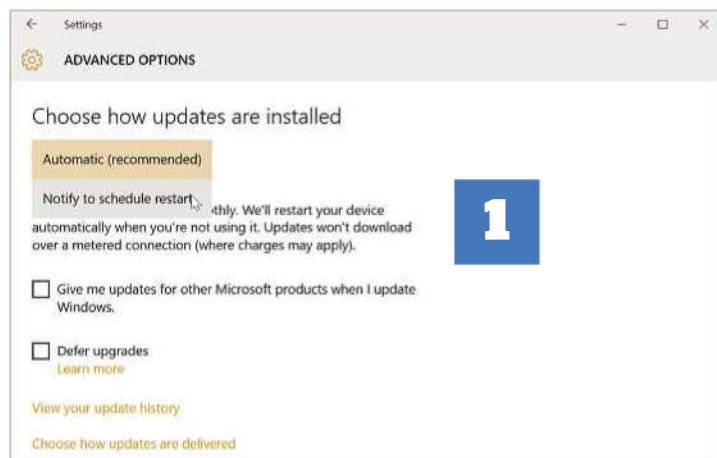 Settings
ADVANCED OPTIONS
Choose how updates are installed
Automatic (recommended)
Notify to schedule restart
thly. We'll restart your device
automatically when you're not using it. Updates won't download
over a metered connection (where charges may apply).
1
Give me updates for other Microsoft products when I update
Windows.
Defer upgrades
Learn more
View your update history
Choose how updates are delivered